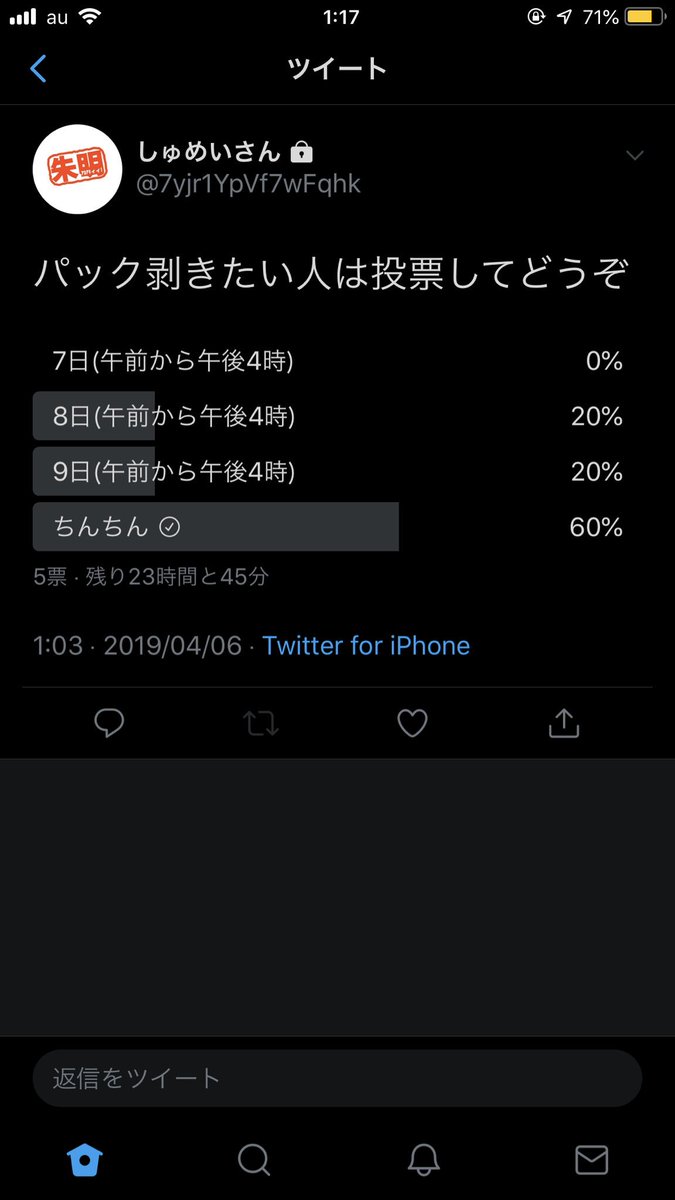 au 1:17 71%
ツイート
しゅめいさん
@7yjr1YpVf7wFqhk
朱明
パック剥きたい人は投票してどうぞ
7日(午前から午後4時) 0%
8日(午前から午後4時) 20%
9日(午前から午後4時) 20%
ちんちん 60%
5票 · 残り23時間と45分
1:03 · 2019/04/06 · Twitter for iPhone
返信をツイート